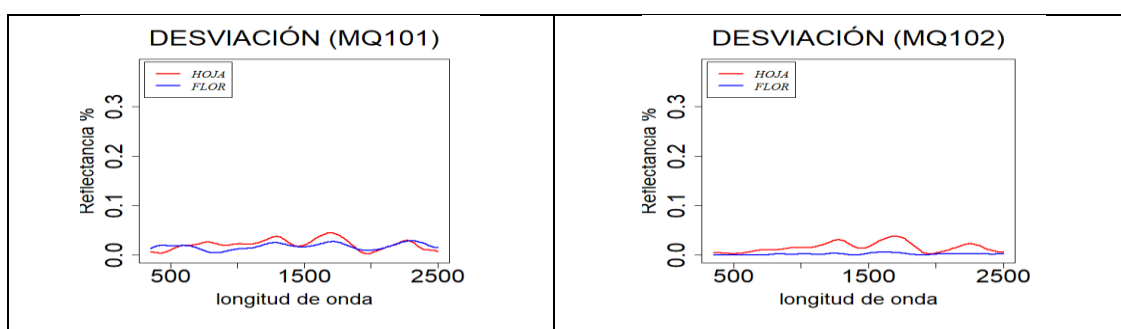 DESVIACIÓN (MQ101)
HOJA
FLOR
Reflectancia %
0.3
0.2
0.1
0.0
500 1500 2500
longitud de onda
DESVIACIÓN (MQ102)
HOJA
FLOR
Reflectancia %
0.3
0.2
0.1
0.0
500 1500 2500
longitud de onda